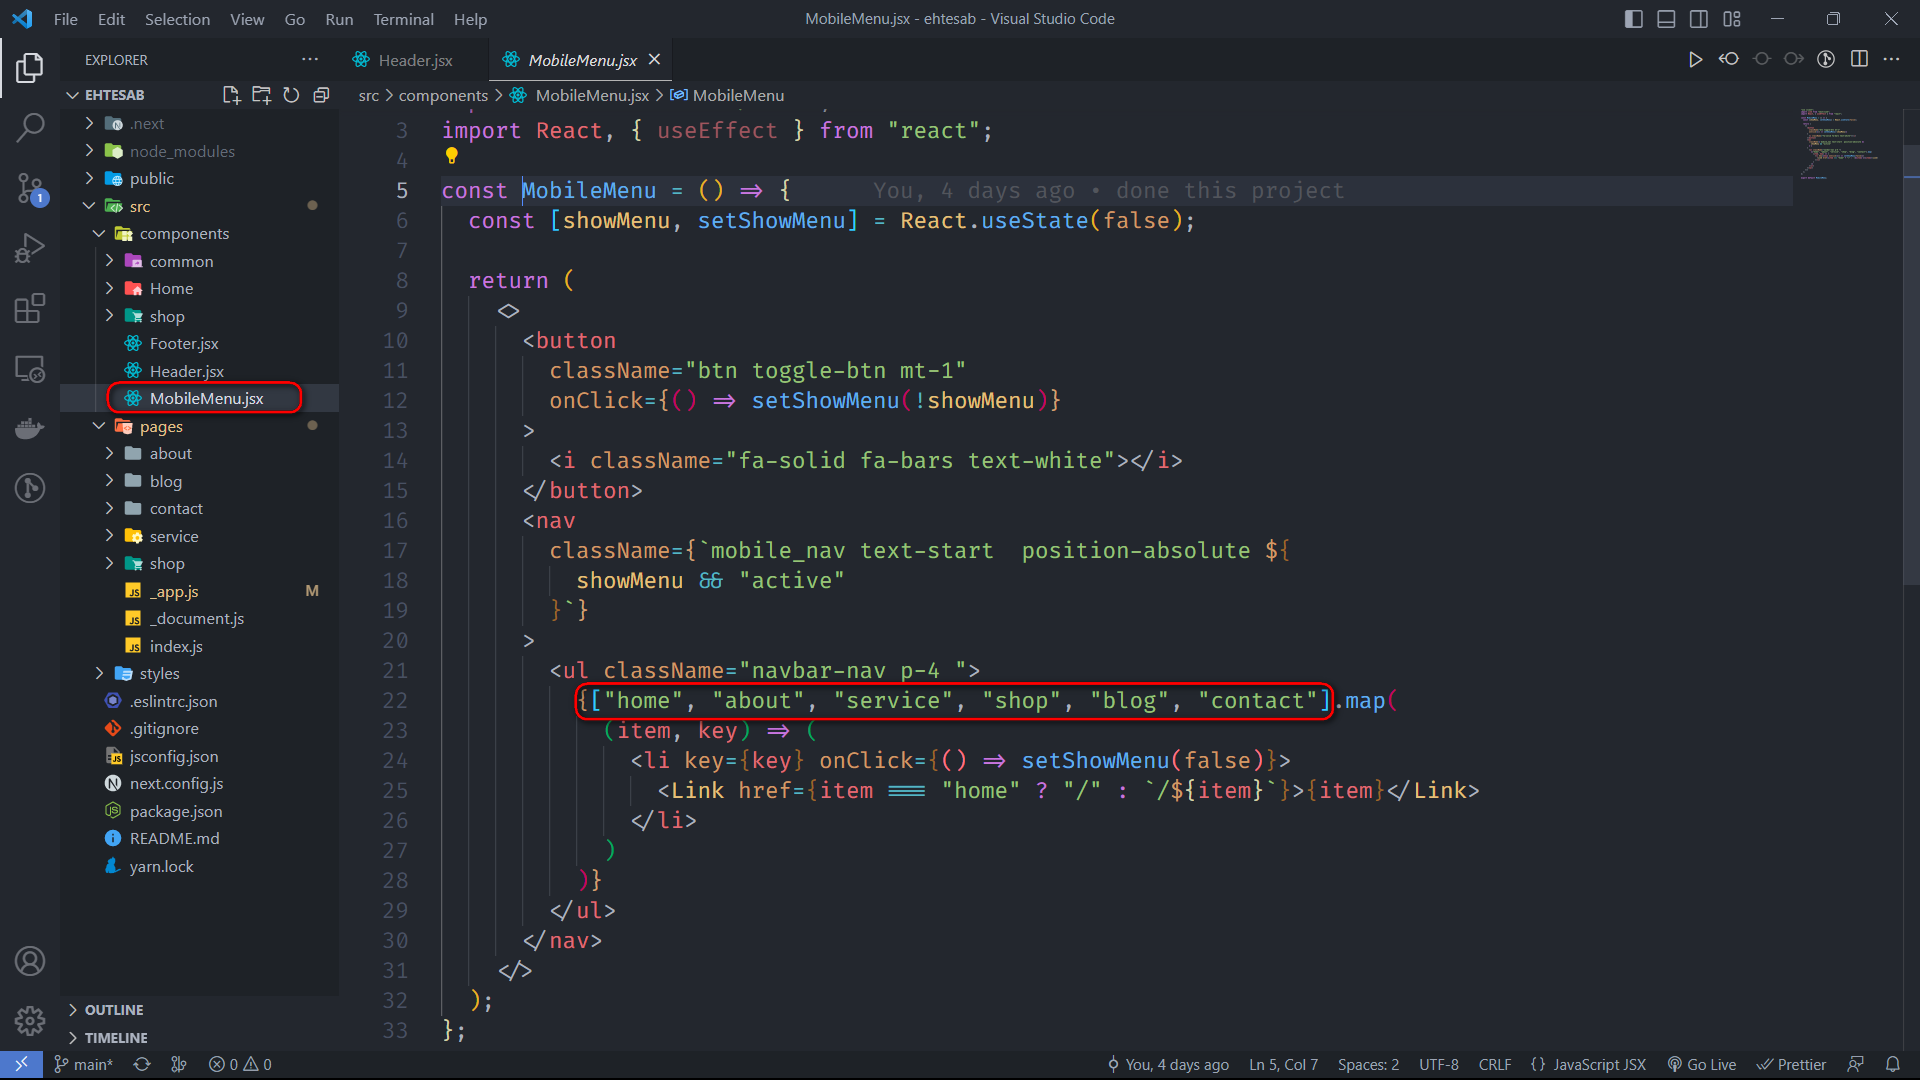 File Edit Selection View Go Run Terminal Help
MobileMenu.jsx - ehtesab - Visual Studio Code
EXPLORER
EHTESAB
.next
node_modules
public
src
components
common
Home
shop
Footer.jsx
Header.jsx
MobileMenu.jsx
pages
about
blog
contact
service
shop
_app.js M
_document.js
index.js
styles
.eslintrc.json
.gitignore
jsconfig.json
next.config.js
package.json
README.md
yarn.lock
OUTLINE
TIMELINE
1
Header.jsx MobileMenu.jsx
src > components > MobileMenu.jsx > MobileMenu
3 import React, { useEffect } from "react";
4
5 const MobileMenu = () => { You, 4 days ago • done this project
6 const [showMenu, setShowMenu] = React.useState(false);
7
8 return (
9 <>
10 <button
11 className="btn toggle-btn mt-1"
12 onClick={() => setShowMenu(!showMenu)}
13 >
14 <i className="fa-solid fa-bars text-white"></i>
15 </button>
16 <nav
17 className={`mobile_nav text-start  position-absolute ${
18 showMenu && "active"
19 }`}
20 >
21 <ul className="navbar-nav p-4 ">
22 {["home", "about", "service", "shop", "blog", "contact"].map(
23 (item, key) => (
24 <li key={key} onClick={() => setShowMenu(false)}>
25 <Link href={item === "home" ? "/" : `/${item}`}>{item}</Link>
26 </li>
27 )
28 )}
29 </ul>
30 </nav>
31 </>
32 );
33 };
main* 0 0 You, 4 days ago Ln 5, Col 7 Spaces: 2 UTF-8 CRLF {} JavaScript JSX Go Live Prettier